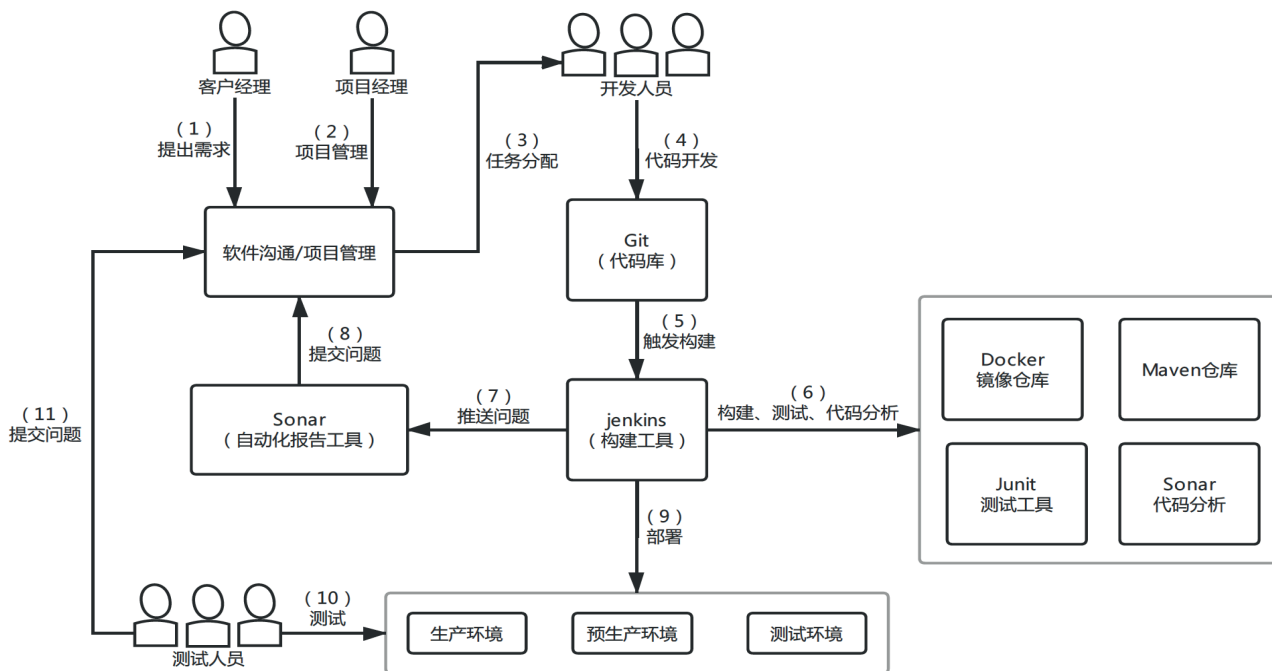 客户经理
项目经理
开发人员
（1）
提出需求
（2）
项目管理
（3）
任务分配
（4）
代码开发
软件沟通/项目管理
Git
（代码库）
（5）
触发构建
（8）
提交问题
Docker
镜像仓库
Maven仓库
（11）
提交问题
Sonar
（自动化报告工具）
（7）
推送问题
jenkins
（构建工具）
（6）
构建、测试、代码分析
Junit
测试工具
Sonar
代码分析
（9）
部署
（10）
测试
测试人员
生产环境
预生产环境
测试环境